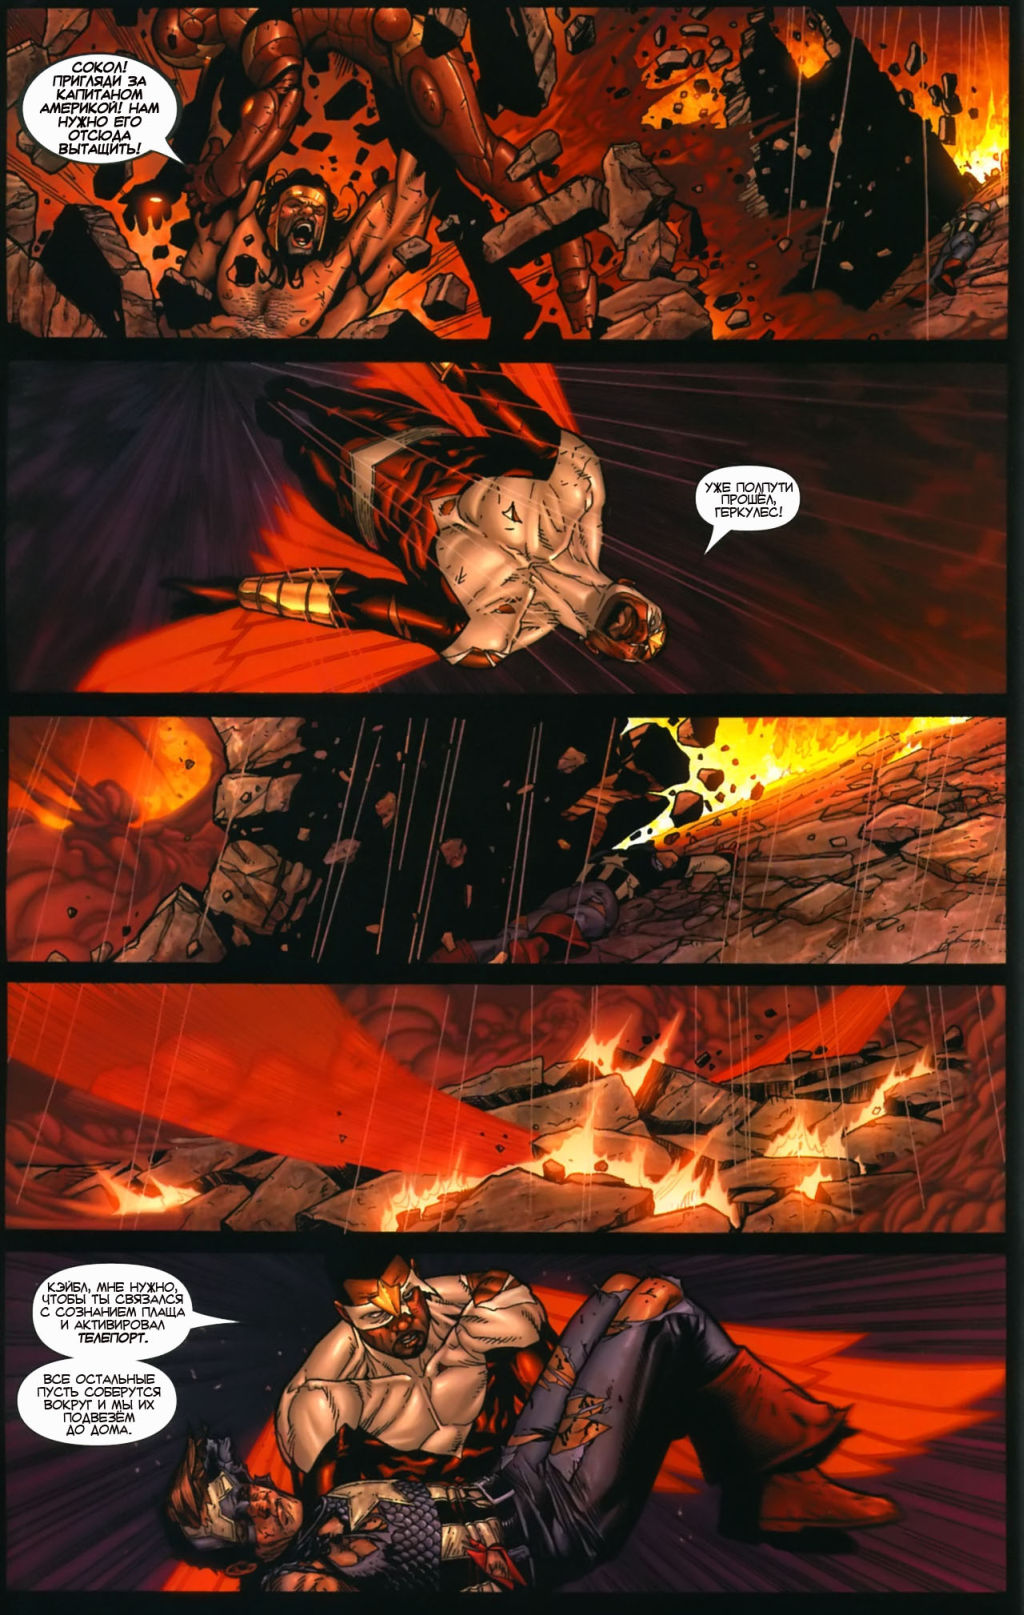 СОКОЛ!
ПРИГЛЯДИ ЗА
КАПИТАНОМ
АМЕРИКОЙ! НАМ
НУЖНО ЕГО
ОТСЮДА
ВЫТАЩИТЬ!
УЖЕ ПОЛПУТИ
ПРОШЁЛ,
ГЕРКУЛЕС!
КЭЙБЛ, МНЕ НУЖНО,
ЧТОБЫ ТЫ СВЯЗАЛСЯ
С СОЗНАНИЕМ ПЛАЩА
И АКТИВИРОВАЛ
ТЕЛЕПОРТ.
ВСЕ ОСТАЛЬНЫЕ
ПУСТЬ СОБЕРУТСЯ
ВОКРУГ И МЫ ИХ
ПОДВЕЗЁМ
ДО ДОМА.